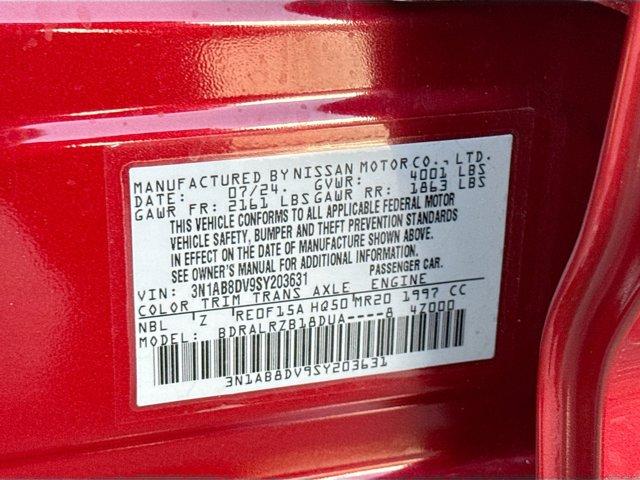 MANUFACTURED BY NISSAN MOTOR CO., LTD.
DATE: 07/24. GVWR: 4001 LBS
GAWR FR: 2161 LBS GAWR RR: 1863 LBS
THIS VEHICLE CONFORMS TO ALL APPLICABLE FEDERAL MOTOR
VEHICLE SAFETY, BUMPER AND THEFT PREVENTION STANDARDS
IN EFFECT ON THE DATE OF MANUFACTURE SHOWN ABOVE.
SEE OWNER'S MANUAL FOR ADDITIONAL INFORMATION.
VIN: 3N1AB8DV9SY203631 PASSENGER CAR.
COLOR TRIM TRANS AXLE ENGINE
NBL Z RE0F15A HQ50 MR20 1997 CC
MODEL: BDRALRZB18DUA----8 4Z000
3N1AB8DV9SY203631